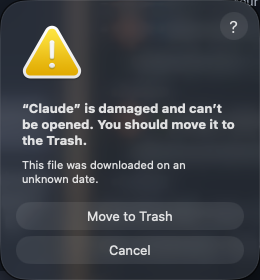 ?
“Claude” is damaged and can’t
be opened. You should move it to
the Trash.
This file was downloaded on an
unknown date.
Move to Trash
Cancel